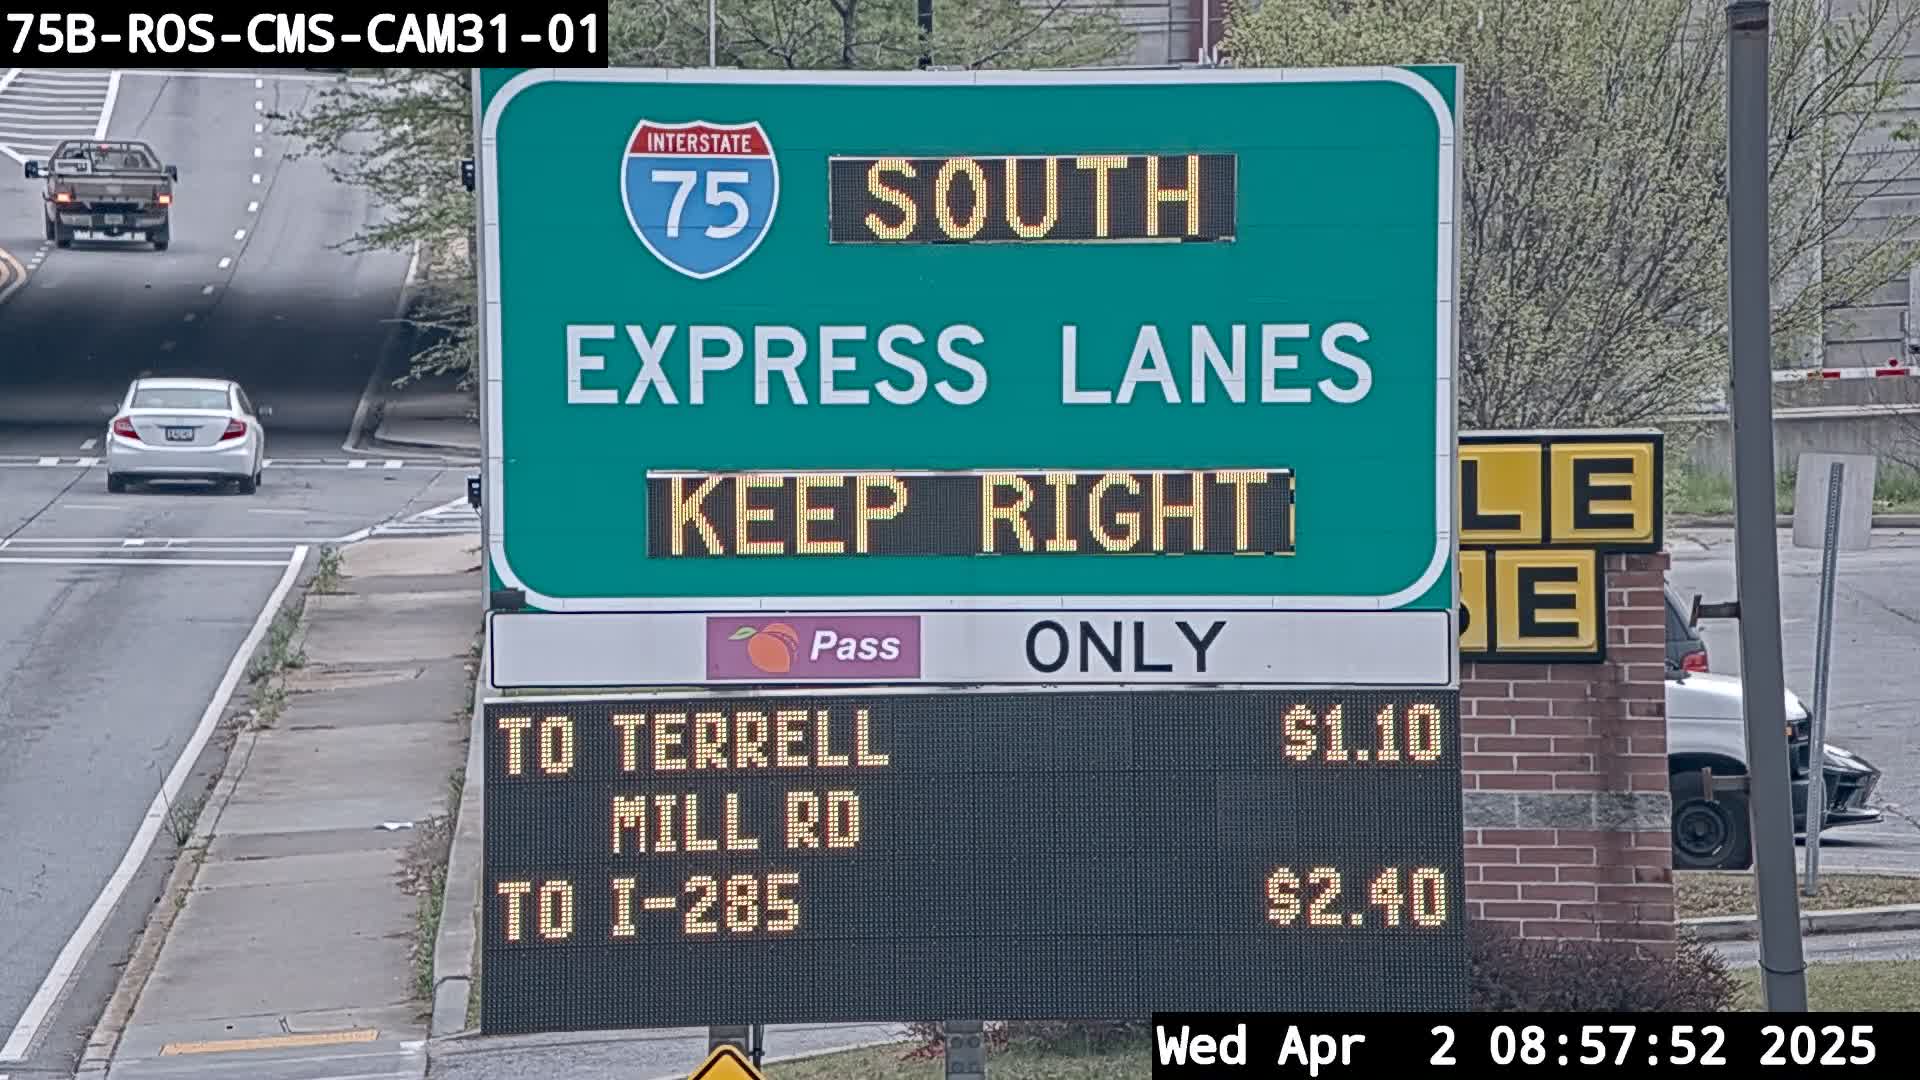 75B-ROS-CMS-CAM31-01
INTERSTATE
75
SOUTH
EXPRESS LANES
KEEP RIGHT
Pass ONLY
LE
E
TO TERRELL $1.10
MILL RD
TO I-285 $2.40
Wed Apr 2 08:57:52 2025